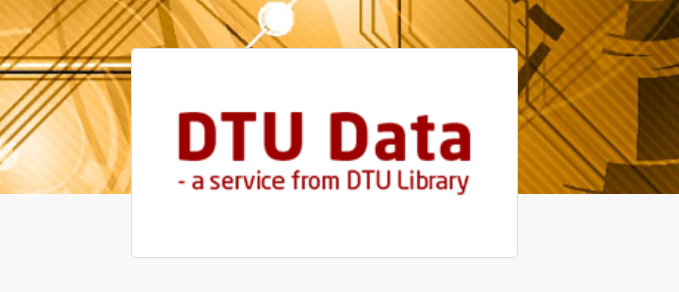 DTU Data
- a service from DTU Library